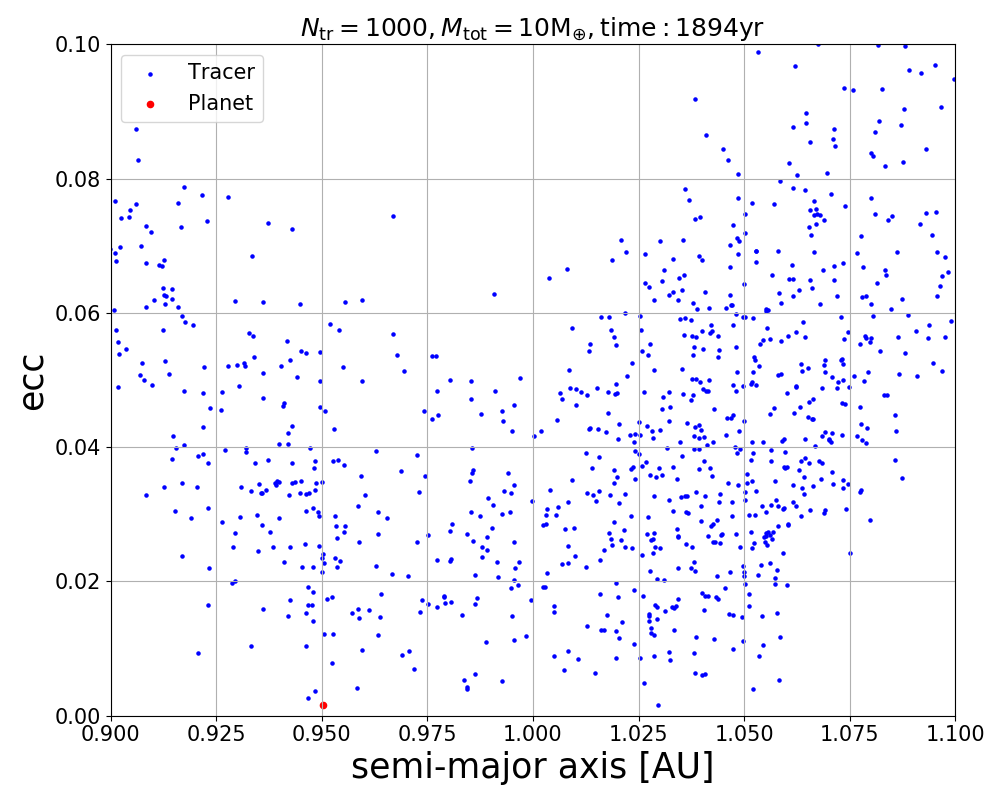 N_tr = 1000, M_tot = 10M_⊕, time : 1894yr
Tracer
Planet
0.10
0.08
0.06
0.04
0.02
0.00
ecc
0.900 0.925 0.950 0.975 1.000 1.025 1.050 1.075 1.100
semi-major axis [AU]